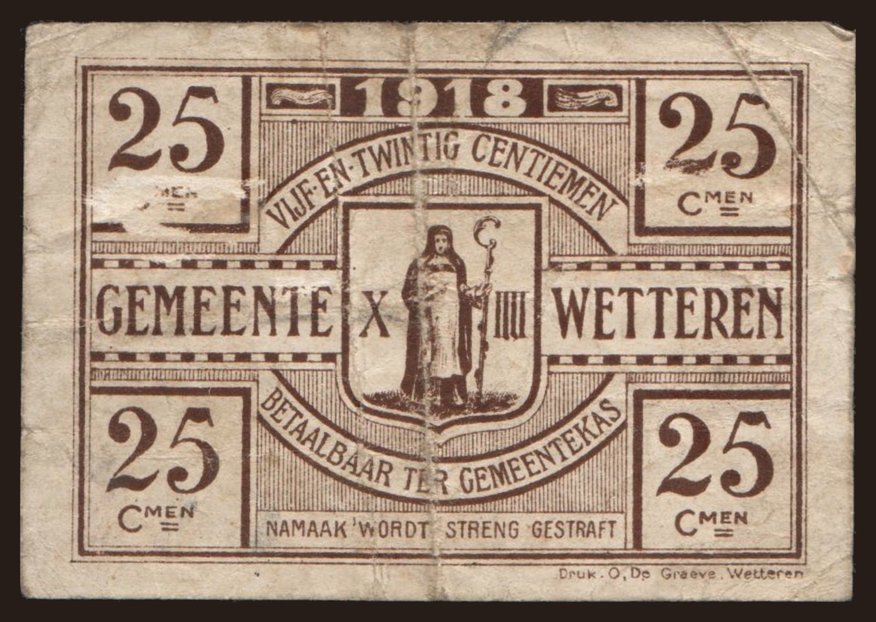 1918
25 CMEN
25 CMEN
VIJF-EN-TWINTIG CENTIEMEN
GEMEENTE X IIII WETTEREN
BETAALBAAR TER GEMEENTEKAS
25 CMEN
25 CMEN
NAMAAK WORDT STRENG GESTRAFT
Druk. O, De Graeve. Wetteren